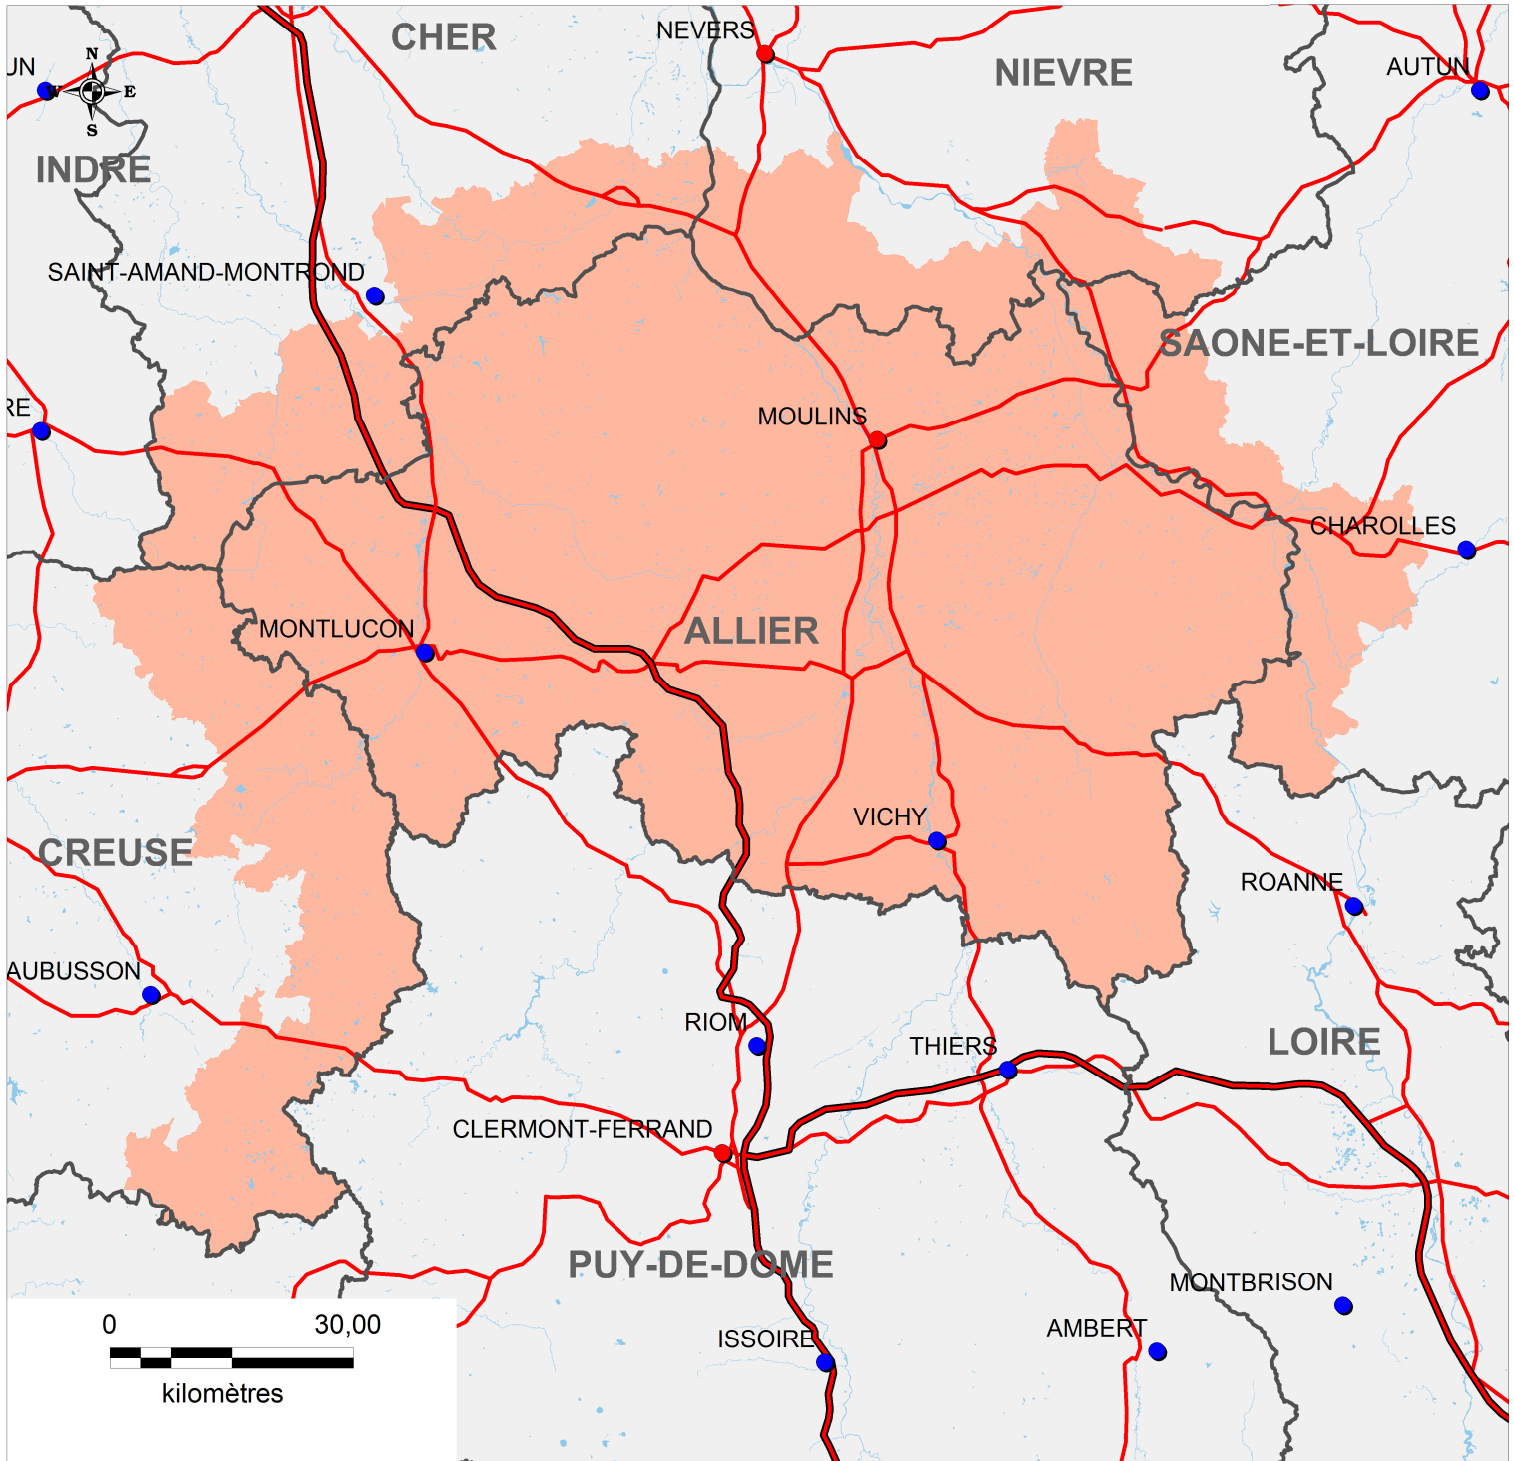 CHER
NEVERS
NIEVRE
AUTUN
UN
N
W
E
S
INDRE
SAINT-AMAND-MONTROND
SAONE-ET-LOIRE
RE
MOULINS
CHAROLLES
MONTLUCON
ALLIER
VICHY
CREUSE
ROANNE
AUBUSSON
RIOM
THIERS
LOIRE
CLERMONT-FERRAND
PUY-DE-DOME
MONTBRISON
0
30,00
ISSOIRE
AMBERT
kilomètres